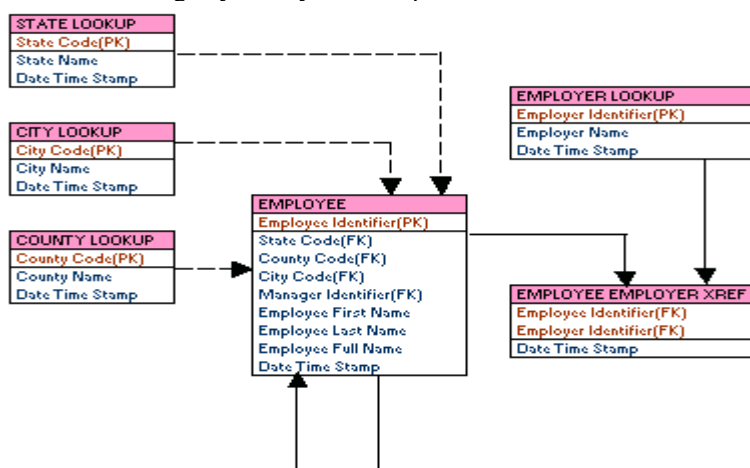 STATE LOOKUP
State Code(PK)
State Name
Date Time Stamp
EMPLOYER LOOKUP
Employer Identifier(PK)
Employer Name
Date Time Stamp
CITY LOOKUP
City Code(PK)
City Name
Date Time Stamp
EMPLOYEE
Employee Identifier(PK)
State Code(FK)
County Code(FK)
City Code(FK)
Manager Identifier(FK)
Employee First Name
Employee Last Name
Employee Full Name
Date Time Stamp
COUNTY LOOKUP
County Code(PK)
County Name
Date Time Stamp
EMPLOYEE EMPLOYER XREF
Employee Identifier(FK)
Employer Identifier(FK)
Date Time Stamp